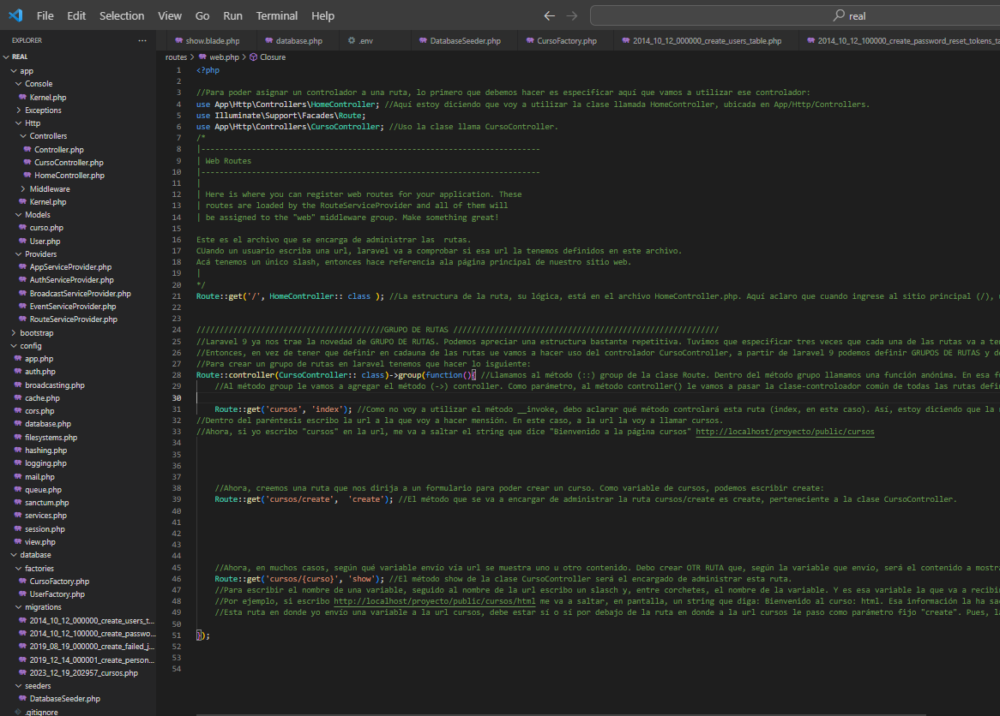 File Edit Selection View Go Run Terminal Help
real
EXPLORER
show.blade.php
database.php
.env
DatabaseSeeder.php
CursoFactory.php
2014_10_12_000000_create_users_table.php
2014_10_12_100000_create_password_reset_tokens_ta
REAL
app
Console
Kernel.php
Exceptions
Http
Controllers
Controller.php
CursoController.php
HomeController.php
Middleware
Kernel.php
Models
curso.php
User.php
Providers
AppServiceProvider.php
AuthServiceProvider.php
BroadcastServiceProvider.php
EventServiceProvider.php
RouteServiceProvider.php
bootstrap
config
app.php
auth.php
broadcasting.php
cache.php
cors.php
database.php
filesystems.php
hashing.php
logging.php
mail.php
queue.php
sanctum.php
services.php
session.php
view.php
database
factories
CursoFactory.php
UserFactory.php
migrations
2014_10_12_000000_create_users_t...
2014_10_12_100000_create_passwo...
2019_08_19_000000_create_failed_j...
2019_12_14_000001_create_person...
2023_12_19_202957_cursos.php
seeders
DatabaseSeeder.php
.gitignore
routes > web.php > Closure
1 <?php
2
3 //Para poder asignar un controlador a una ruta, lo primero que debemos hacer es especificar aquí que vamos a utilizar ese controlador:
4 use App\Http\Controllers\HomeController; //Aquí estoy diciendo que voy a utilizar la clase llamada HomeController, ubicada en App/Http/Controllers.
5 use Illuminate\Support\Facades\Route;
6 use App\Http\Controllers\CursoController; //Uso la clase llama CursoController.
7 /*
8 |--------------------------------------------------------------------------
9 | Web Routes
10 |--------------------------------------------------------------------------
11 |
12 | Here is where you can register web routes for your application. These
13 | routes are loaded by the RouteServiceProvider and all of them will
14 | be assigned to the "web" middleware group. Make something great!
15
16 Este es el archivo que se encarga de administrar las  rutas.
17 CUando un usuario escriba una url, laravel va a comprobar si esa url la tenemos definidos en este archivo.
18 Acá tenemos un único slash, entonces hace referencia ala página principal de nuestro sitio web.
19 |
20 */
21 Route::get('/', HomeController:: class ); //La estructura de la ruta, su lógica, está en el archivo HomeController.php. Aquí aclaro que cuando ingrese al sitio principal (/),
22
23
24 /////////////////////////////////////////GRUPO DE RUTAS //////////////////////////////////////////////////////////
25 //Laravel 9 ya nos trae la novedad de GRUPO DE RUTAS. Podemos apreciar una estructura bastante repetitiva. Tuvimos que especificar tres veces que cada una de las rutas va a ten
26 //Entonces, en vez de tener que definir en cadauna de las rutas ue vamos a hacer uso del controlador CursoController, a partir de laravel 9 podemos definir GRUPOS DE RUTAS y de
27 //Para crear un grupo de rutas en laravel tenemos que hacer lo isguiente:
28 Route::controller(CursoController:: class)->group(function(){ //Llamamos al método (::) group de la clase Route. Dentro del método grupo llamamos una función anónima. En esa fu
29 //Al método group le vamos a agregar el método (->) controller. Como parámetro, al método controller() le vamos a pasar la clase-controloador común de todas las rutas defin
30
31 Route::get('cursos', 'index'); //Como no voy a utilizar el método __invoke, debo aclarar qué método controlará esta ruta (index, en este caso). Así, estoy diciendo que la r
32 //Dentro del paréntesis escribo la url a la que voy a hacer mensión. En este caso, a la url la voy a llamar cursos.
33 //Ahora, si yo escribo "cursos" en la url, me va a saltar el string que dice "Bienvenido a la página cursos" http://localhost/proyecto/public/cursos
34
35
36
37
38 //Ahora, creemos una ruta que nos dirija a un formulario para poder crear un curso. Como variable de cursos, podemos escribir create:
39 Route::get('cursos/create',  'create'); //El método que se va a encargar de administrar la ruta cursos/create es create, perteneciente a la clase CursoController.
40
41
42
43
44
45 //Ahora, en muchos casos, según qué variable envío vía url se muestra uno u otro contenido. Debo crear OTR RUTA que, según la variable que envío, será el contenido a mostra
46 Route::get('cursos/{curso}', 'show'); //El método show de la clase CursoController será el encargado de administrar esta ruta.
47 //Para escribir el nombre de una variable, seguido al nombre de la url escribo un slasch y, entre corchetes, el nombre de la variable. Y es esa variable la que va a recibir
48 //Por ejemplo, si escribo http://localhost/proyecto/public/cursos/html me va a saltar, en pantalla, un string que diga: Bienvenido al curso: html. Esa información la ha sac
49 //Esta ruta en donde yo envío una variable a la url cursos, debe estar sí o sí por debajo de la ruta en donde a la url cursos le paso como parámetro fijo "create". Pues, la
50
51 });
52
53
54